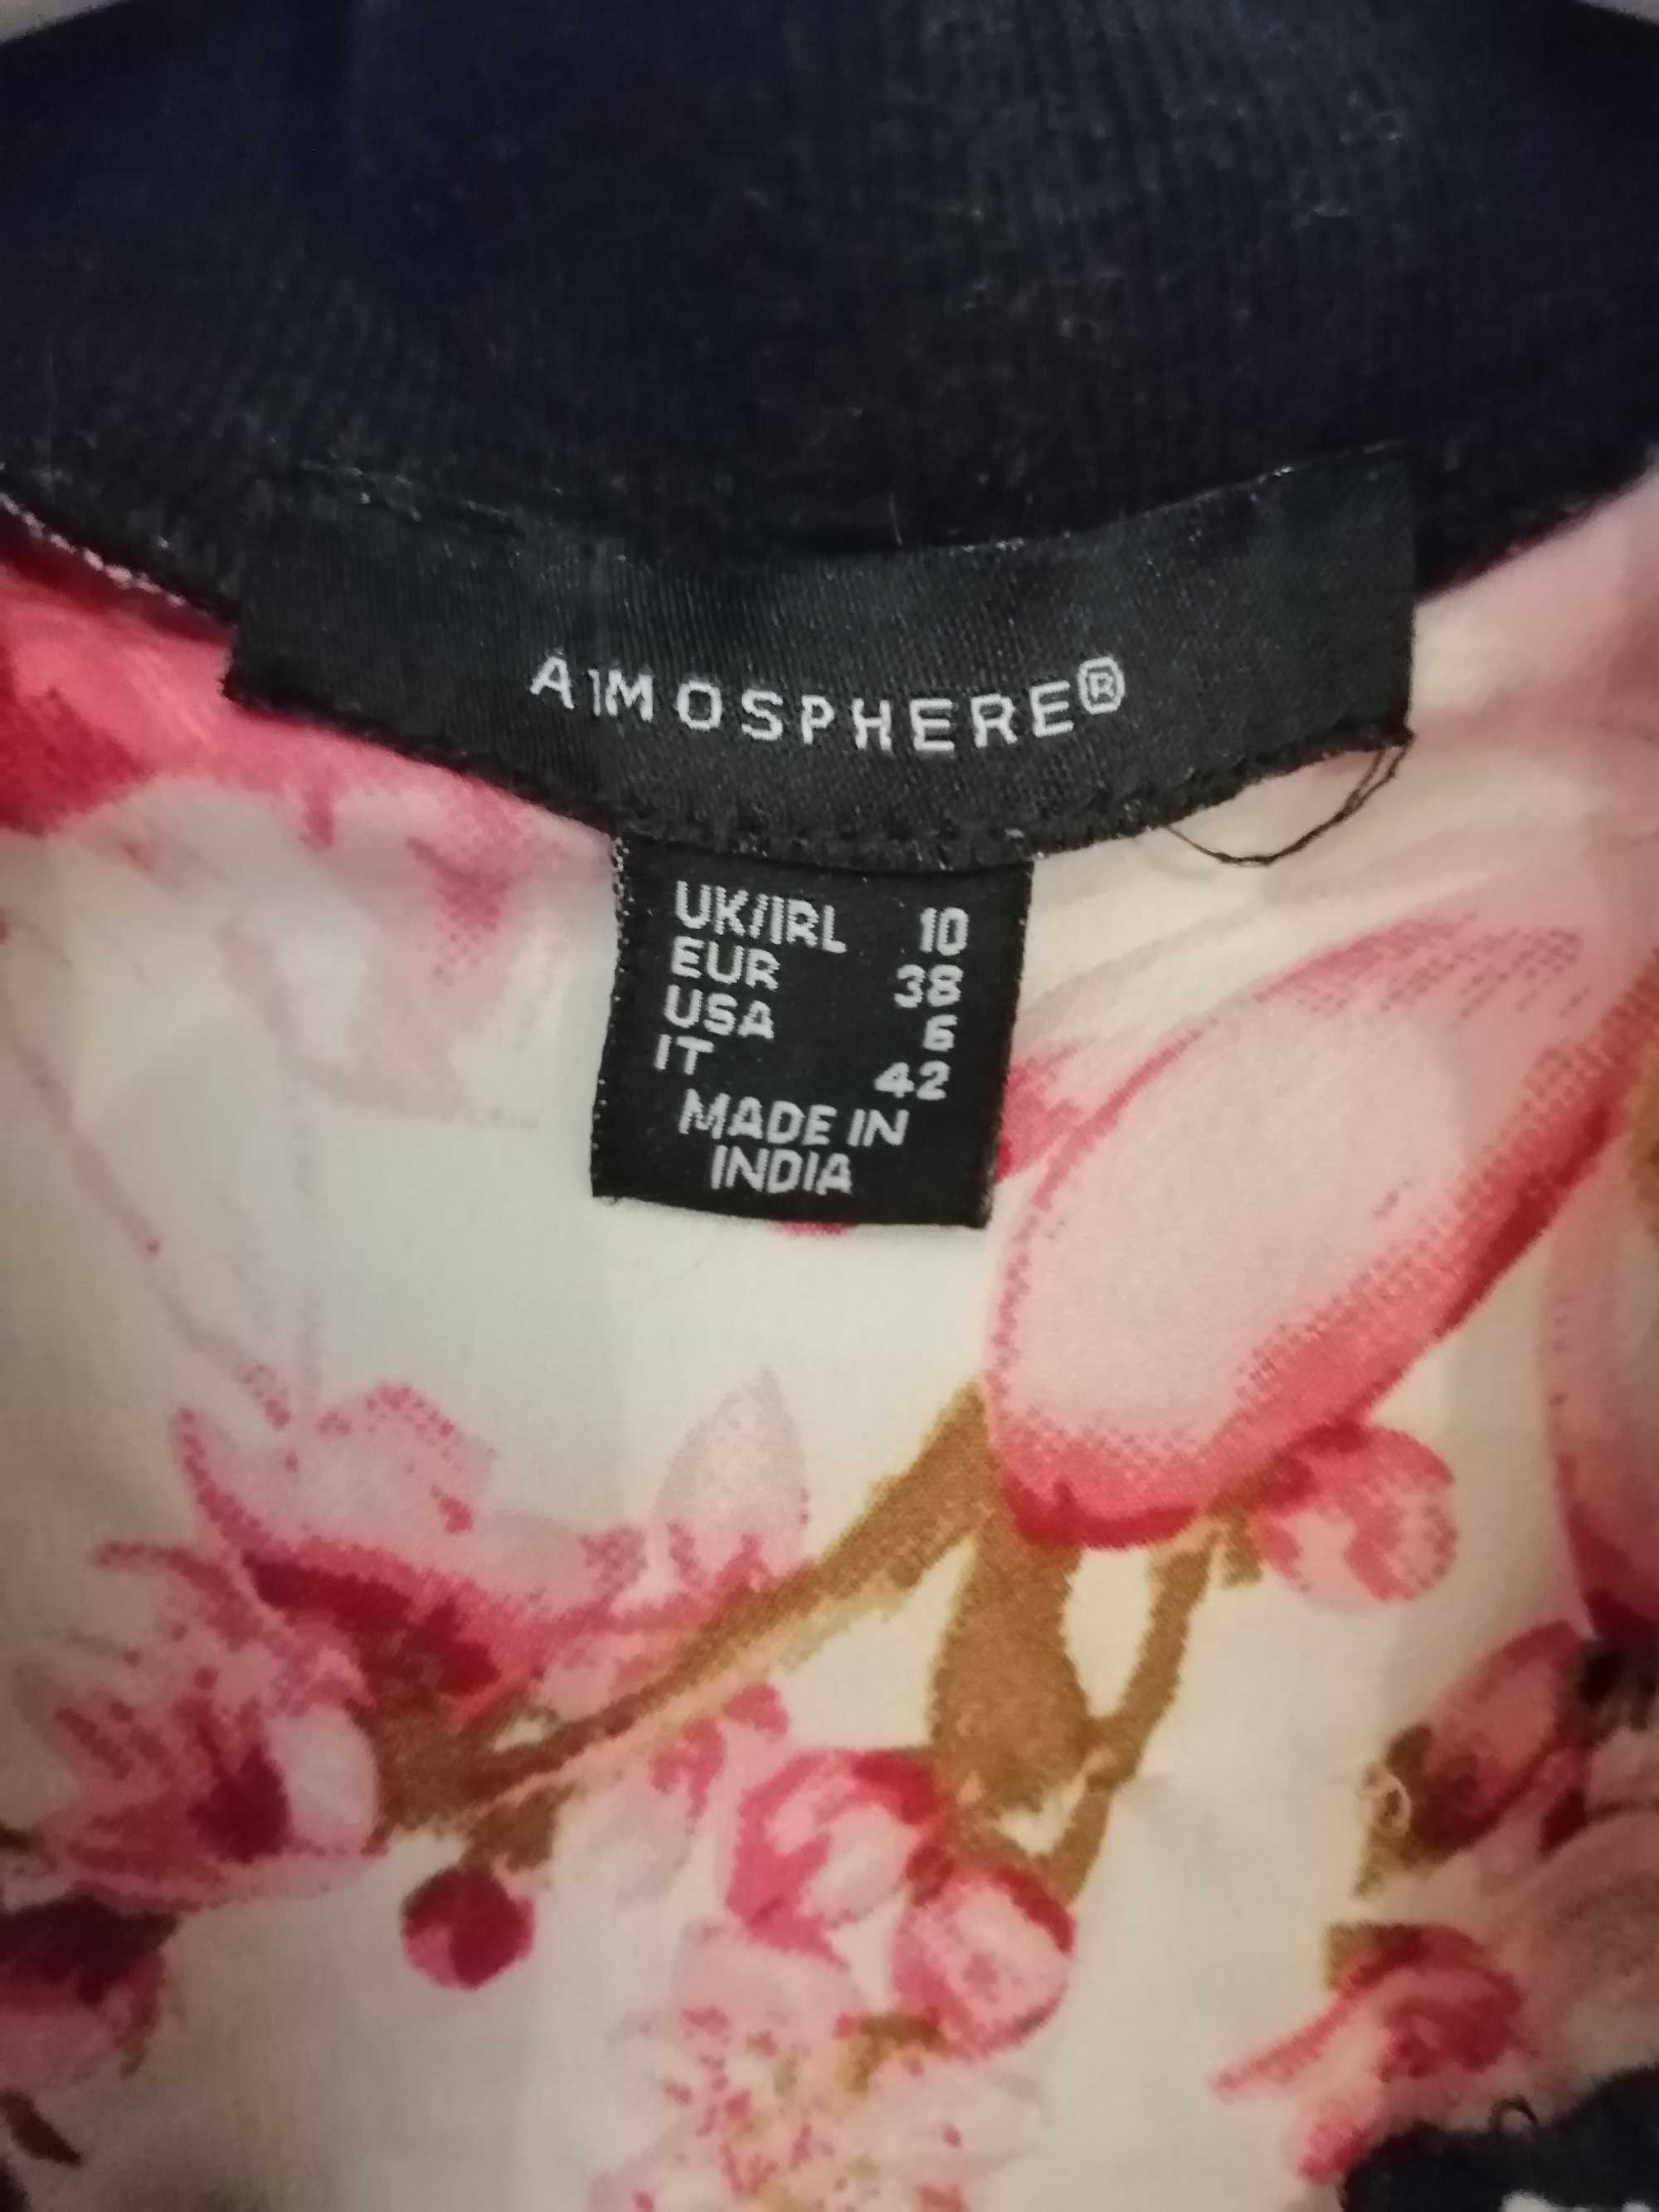 ATMOSPHERE®
UK/IRL 10
EUR 38
USA 6
IT 42
MADE IN
INDIA